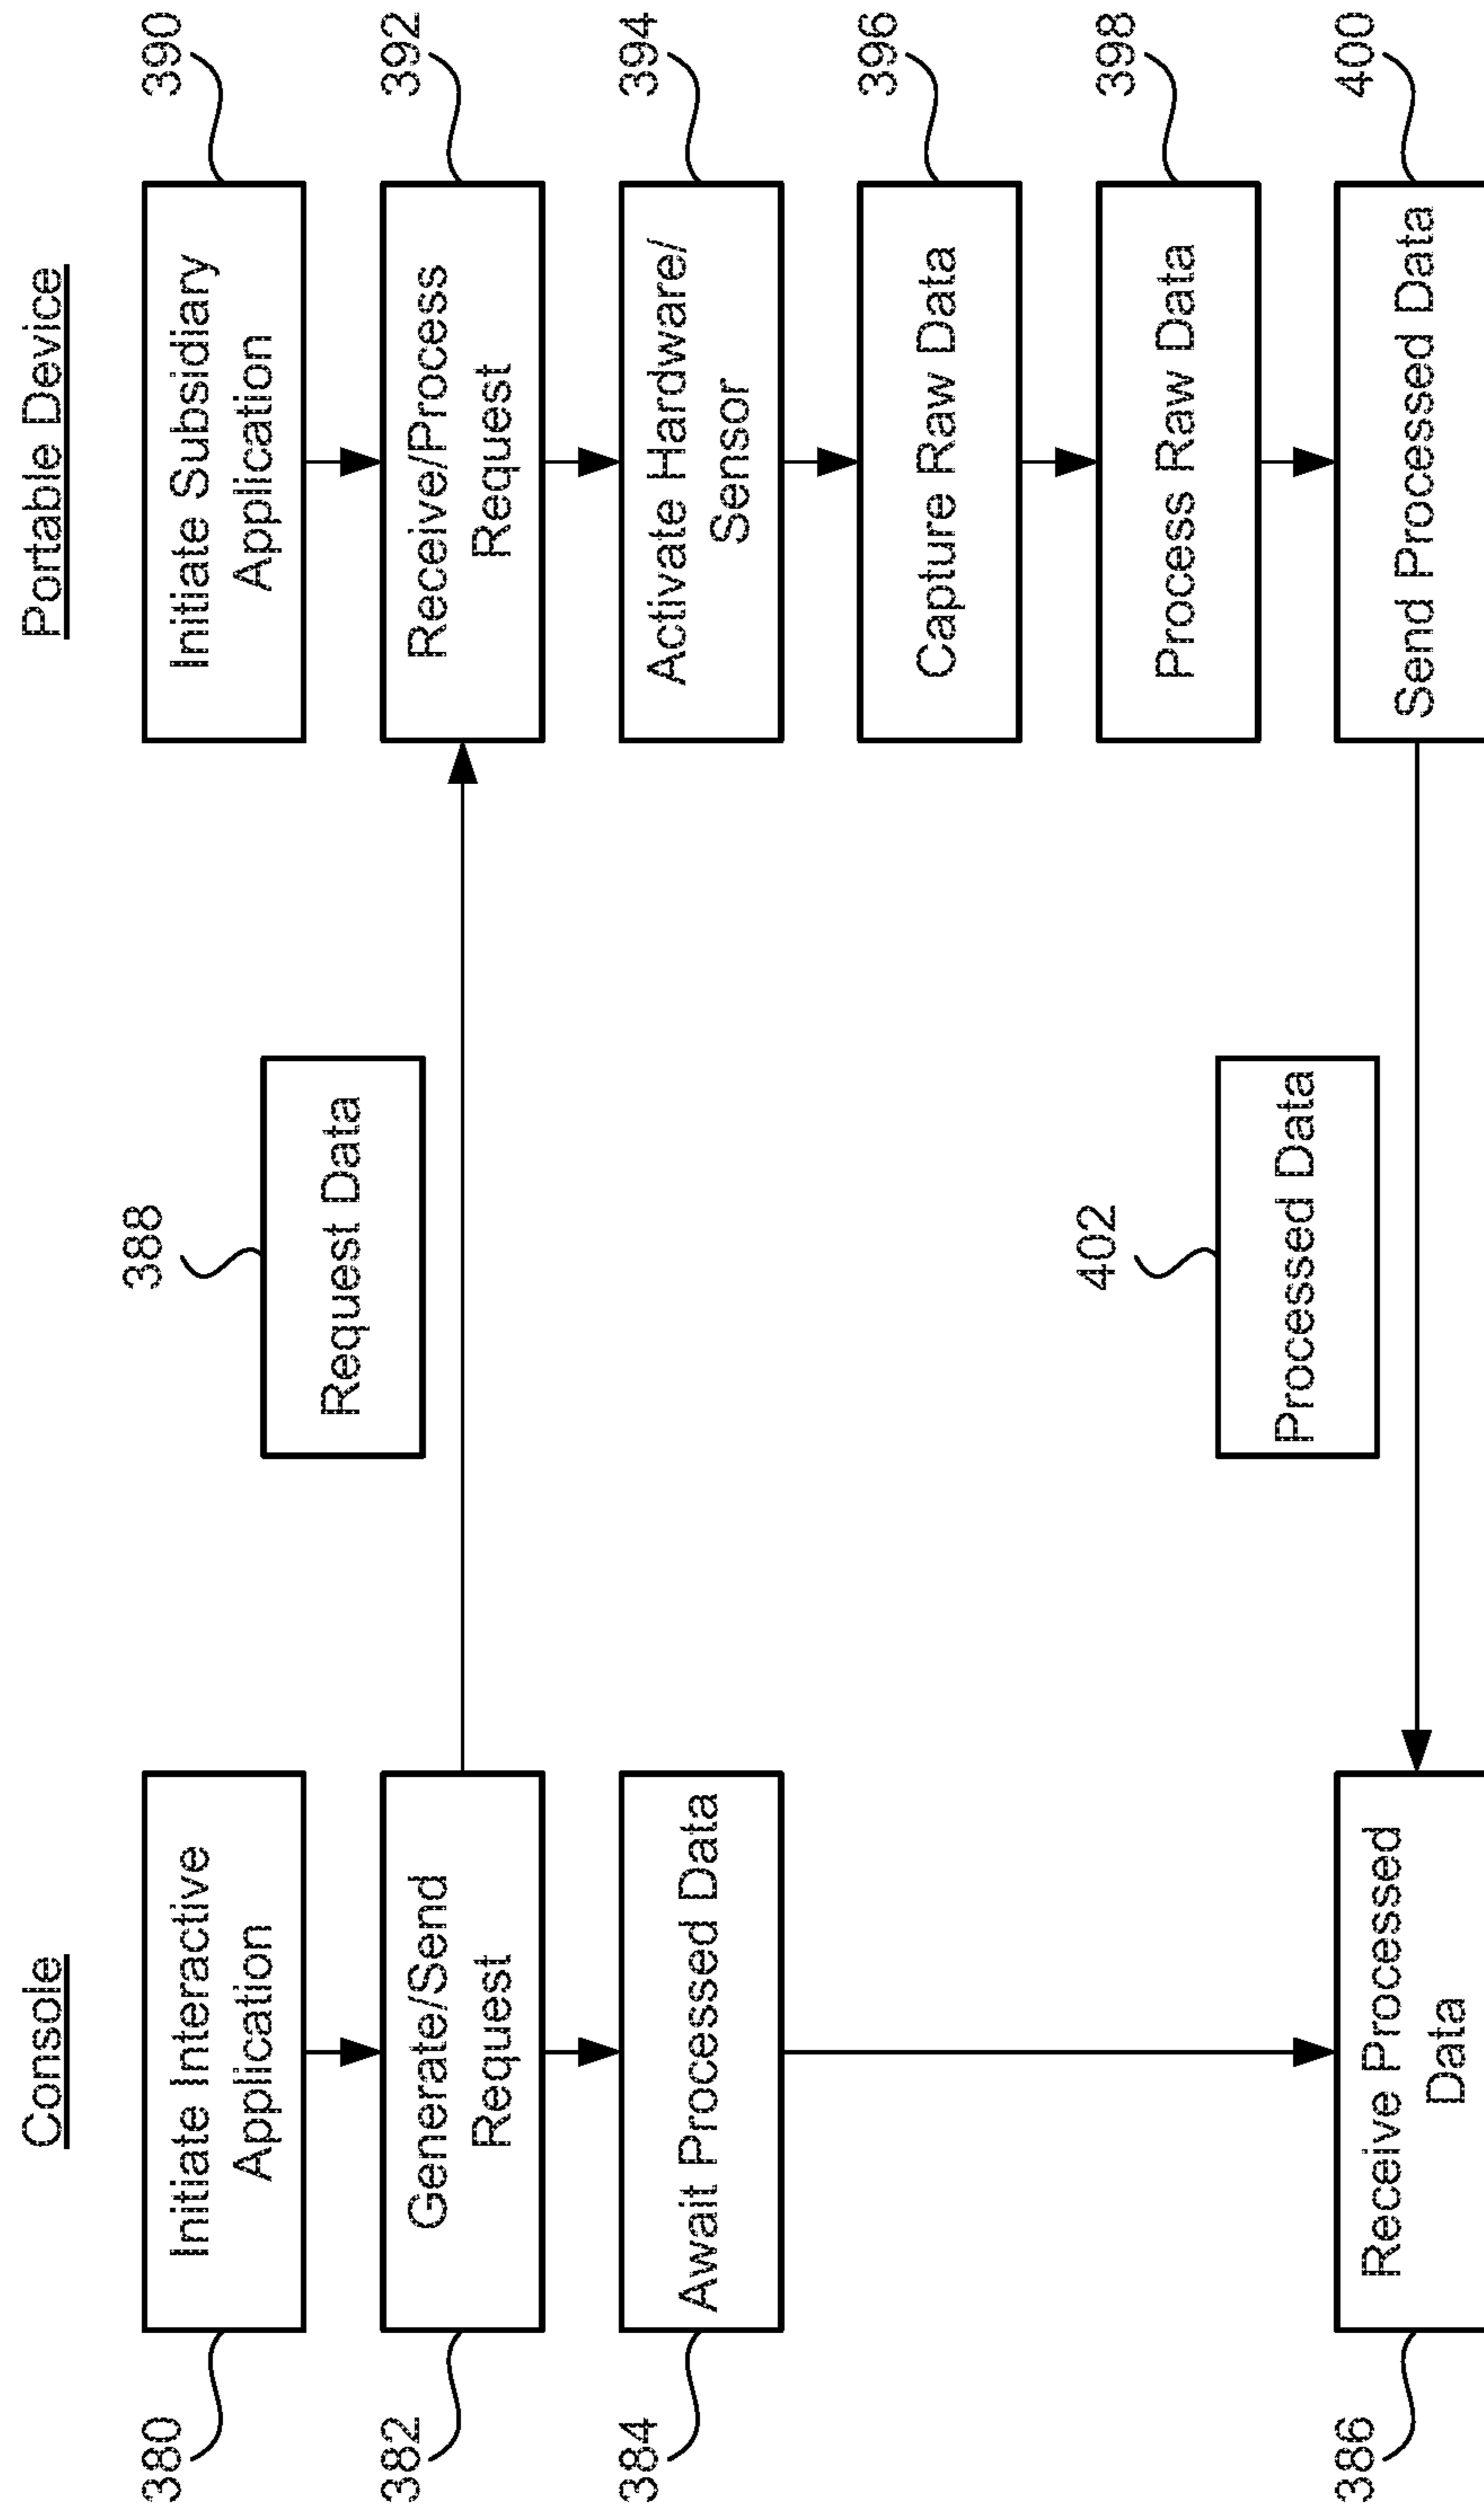 Console
Portable Device
380
Initiate Interactive
Application
390
Initiate Subsidiary
Application
388
Request Data
382
Generate/Send
Request
392
Receive/Process
Request
384
Await Processed Data
394
Activate Hardware/
Sensor
396
Capture Raw Data
398
Process Raw Data
402
Processed Data
386
Receive Processed
Data
400
Send Processed Data